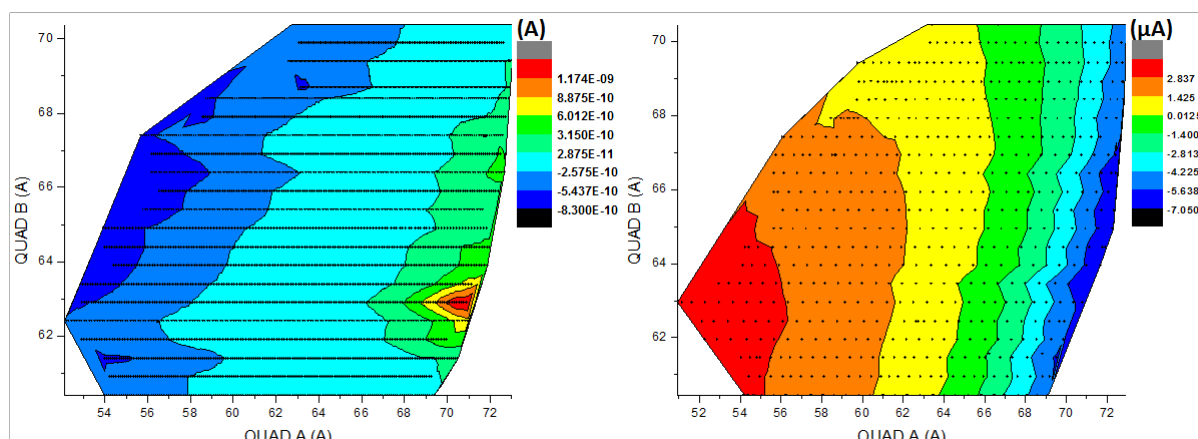 (A)
70
68
66
64
62
QUAD B (A)
54 56 58 60 62 64 66 68 70 72
QUAD A (A)
1.174E-09
8.875E-10
6.012E-10
3.150E-10
2.875E-11
-2.575E-10
-5.437E-10
-8.300E-10
(μA)
70
68
66
64
62
QUAD B (A)
52 54 56 58 60 62 64 66 68 70 72
QUAD A (A)
2.837
1.425
0.0125
-1.400
-2.813
-4.225
-5.638
-7.050